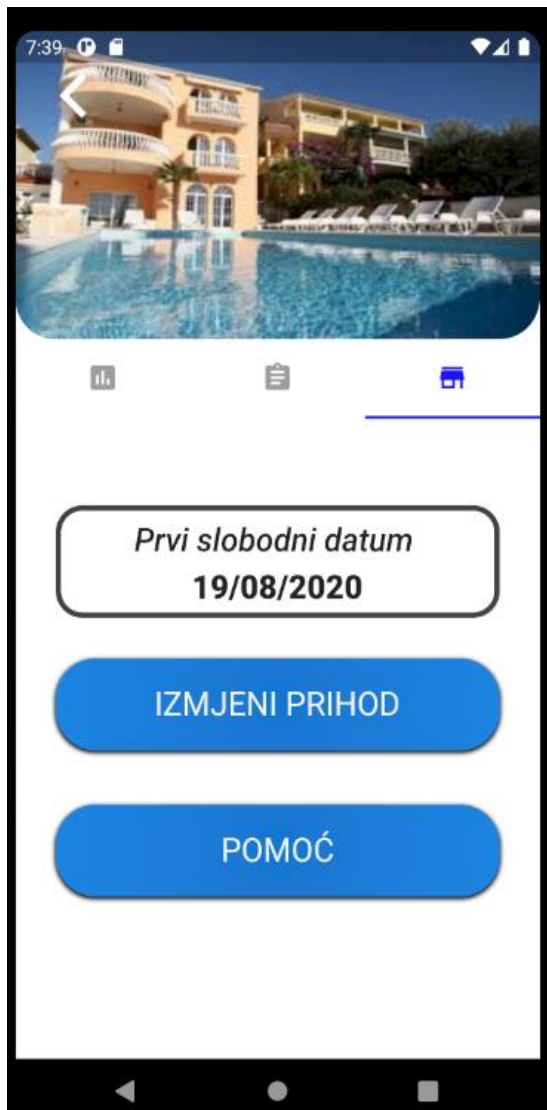 7:39
Prvi slobodni datum
19/08/2020
IZMJENI PRIHOD
POMOĆ